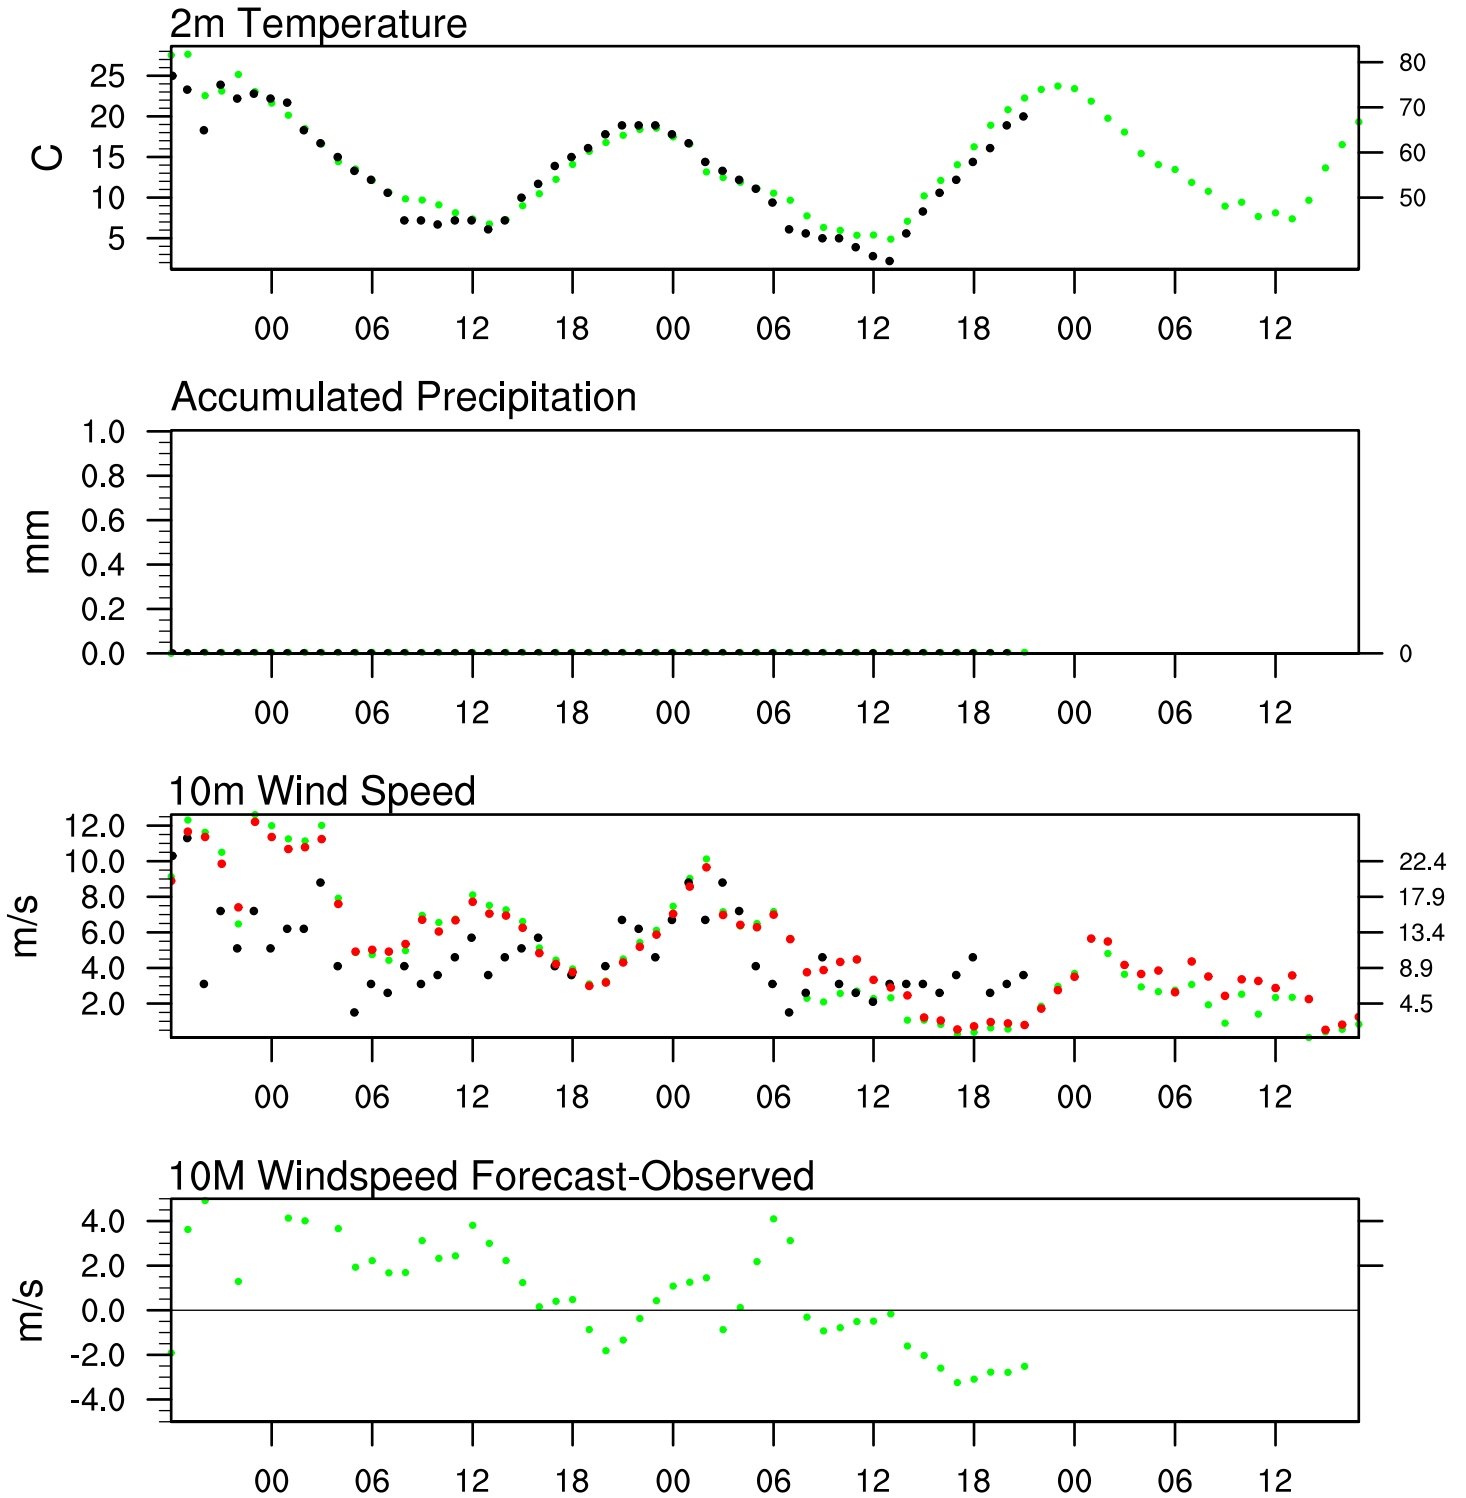 2m Temperature
25
20
15
10
5
C
80
70
60
50
00 06 12 18 00 06 12 18 00 06 12
Accumulated Precipitation
1.0
0.8
0.6
0.4
0.2
0.0
mm
0
00 06 12 18 00 06 12 18 00 06 12
10m Wind Speed
12.0
10.0
8.0
6.0
4.0
2.0
m/s
22.4
17.9
13.4
8.9
4.5
00 06 12 18 00 06 12 18 00 06 12
10M Windspeed Forecast-Observed
4.0
2.0
0.0
-2.0
-4.0
m/s
00 06 12 18 00 06 12 18 00 06 12